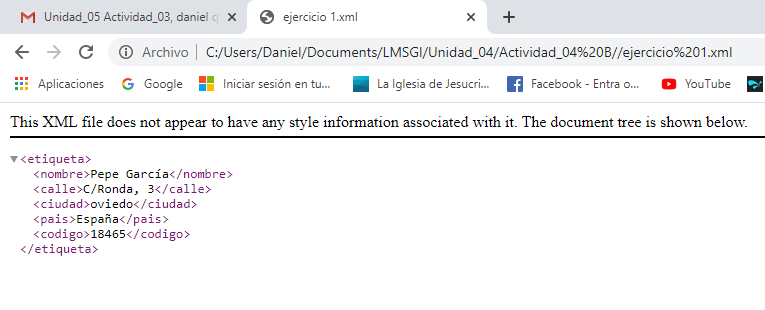 Unidad_05 Actividad_03, daniel q
ejercicio 1.xml
Archivo
C:/Users/Daniel/Documents/LMSGI/Unidad_04/Actividad_04%20B//ejercicio%201.xml
Aplicaciones
Google
Iniciar sesión en tu...
La Iglesia de Jesucri...
Facebook - Entra o...
YouTube
This XML file does not appear to have any style information associated with it. The document tree is shown below.
<etiqueta>
<nombre>Pepe García</nombre>
<calle>C/Ronda, 3</calle>
<ciudad>oviedo</ciudad>
<pais>España</pais>
<codigo>18465</codigo>
</etiqueta>